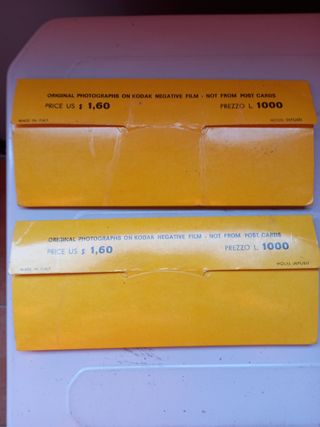 ORIGINAL PHOTOGRAPHS ON KODAK NEGATIVE FILM - NOT FROM POST CARDS
PRICE US $ 1,60 PREZZO L. 1000
MADE IN ITALY
ORIGINAL PHOTOGRAPHS ON KODAK NEGATIVE FILM - NOT FROM POST CARDS
PRICE US $ 1,60 PREZZO L. 1000
MADE IN ITALY